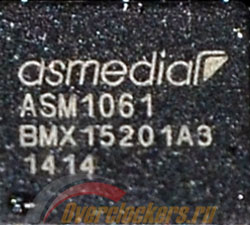 asmedia
ASM1061
BMX15201A3
1414
Overclockers.ru